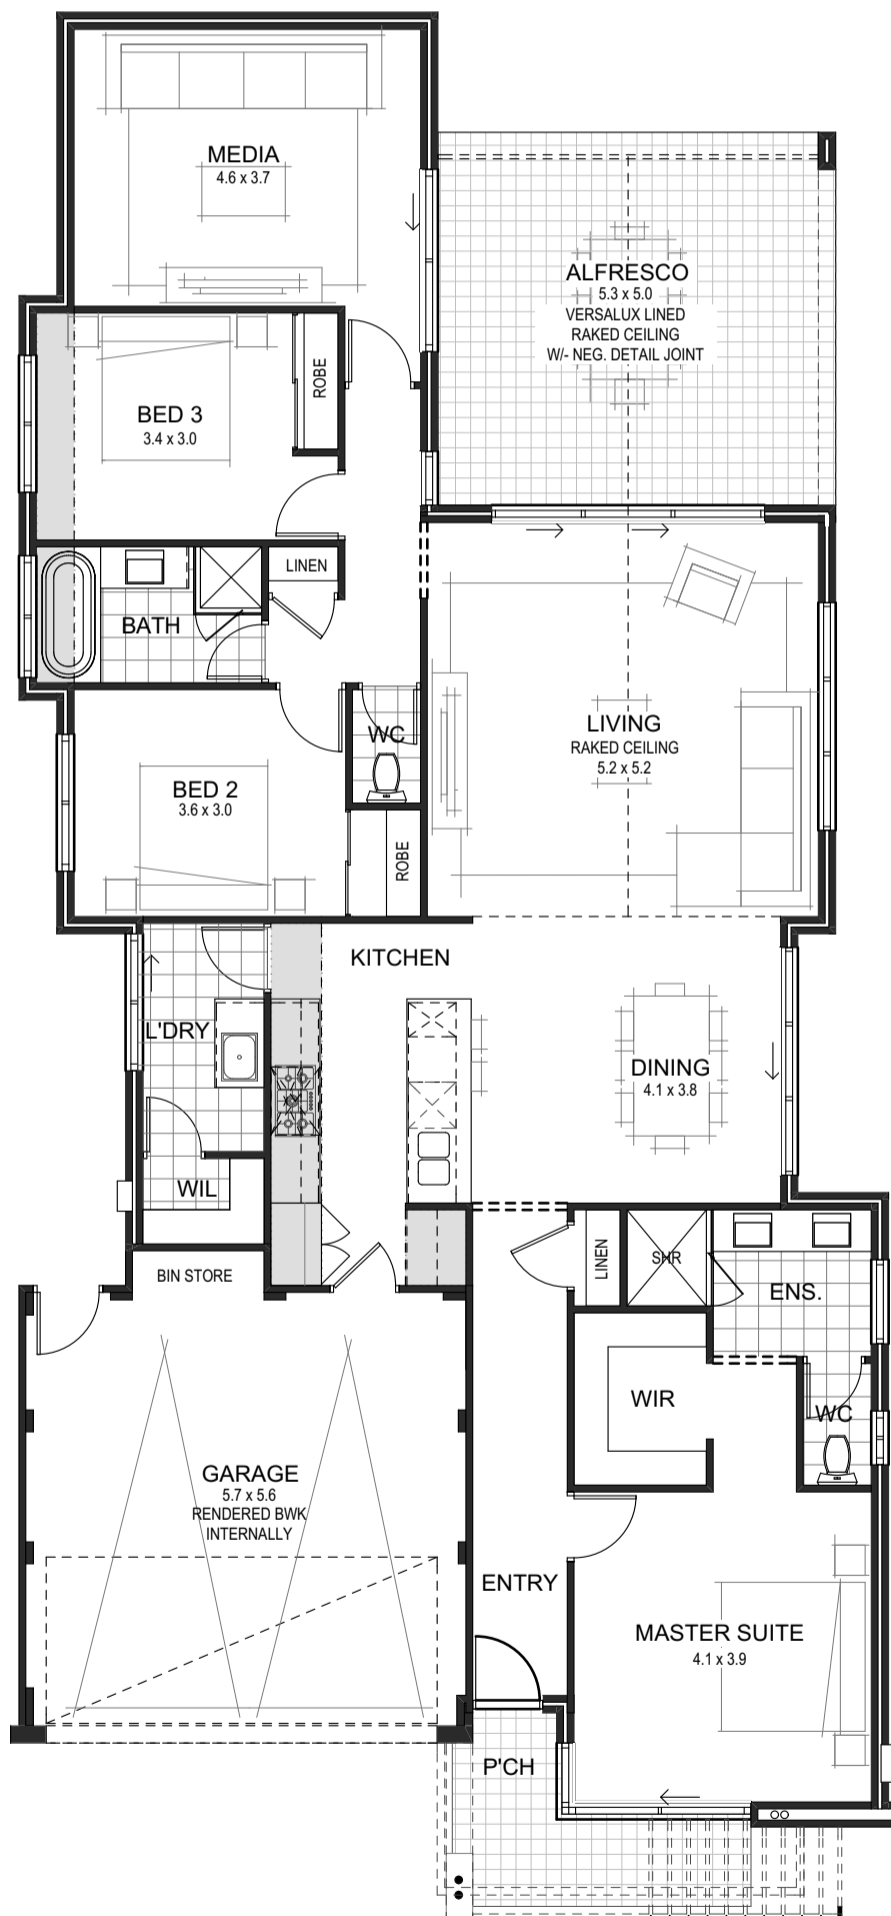 MEDIA
4.6 x 3.7
ALFRESCO
5.3 x 5.0
VERSALUX LINED
RAKED CEILING
W/- NEG. DETAIL JOINT
ROBE
BED 3
3.4 x 3.0
LINEN
BATH
LIVING
RAKED CEILING
5.2 x 5.2
WC
BED 2
3.6 x 3.0
ROBE
KITCHEN
L'DRY
DINING
4.1 x 3.8
WIL
BIN STORE
LINEN
SHR
ENS.
WIR
WC
GARAGE
5.7 x 5.6
RENDERED BWK
INTERNALLY
ENTRY
MASTER SUITE
4.1 x 3.9
P'CH